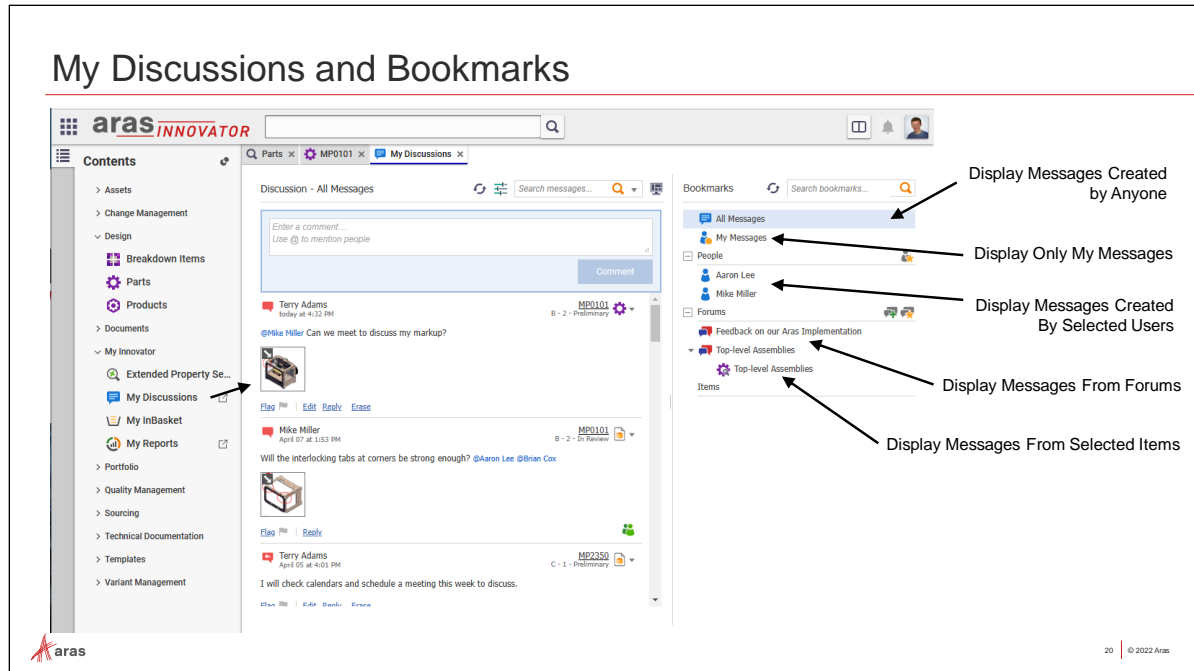 My Discussions and Bookmarks
aras INNOVATOR
Contents
Parts
MP0101
My Discussions
Assets
Change Management
Design
Breakdown Items
Parts
Products
Documents
My Innovator
Extended Property Se...
My Discussions
My InBasket
My Reports
Portfolio
Quality Management
Sourcing
Technical Documentation
Templates
Variant Management
Discussion - All Messages
Search messages...
Enter a comment...
Use @ to mention people
Comment
Terry Adams
today at 4:32 PM
MP0101
B - 2 - Preliminary
@Mike Miller Can we meet to discuss my markup?
Flag Edit Reply Erase
Mike Miller
April 07 at 1:53 PM
MP0101
B - 2 - In Review
Will the interlocking tabs at corners be strong enough? @Aaron Lee @Brian Cox
Flag Reply
Terry Adams
April 05 at 4:01 PM
MP2350
C - 1 - Preliminary
I will check calendars and schedule a meeting this week to discuss.
Flag Edit Reply Erase
Bookmarks
Search bookmarks...
All Messages
My Messages
People
Aaron Lee
Mike Miller
Forums
Feedback on our Aras Implementation
Top-level Assemblies
Top-level Assemblies
Items
Display Messages Created
by Anyone
Display Only My Messages
Display Messages Created
By Selected Users
Display Messages From Forums
Display Messages From Selected Items
aras
20 © 2022 Aras